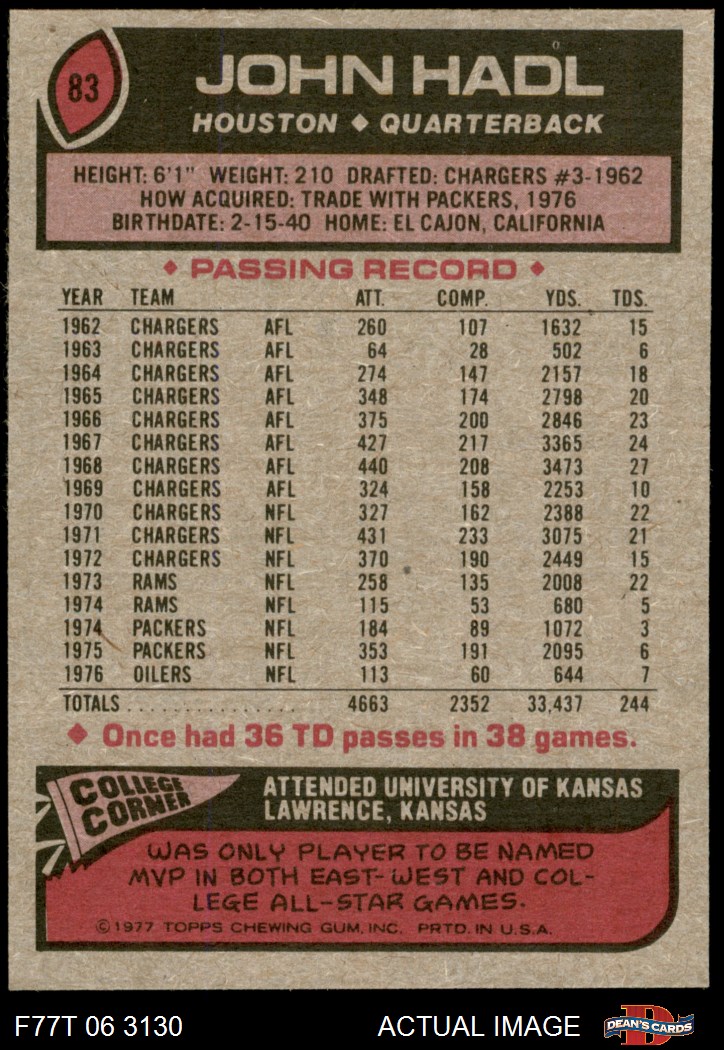 83
JOHN HADL
HOUSTON ◆ QUARTERBACK
HEIGHT: 6'1" WEIGHT: 210 DRAFTED: CHARGERS #3-1962
HOW ACQUIRED: TRADE WITH PACKERS, 1976
BIRTHDATE: 2-15-40 HOME: EL CAJON, CALIFORNIA
◆ PASSING RECORD ◆
YEAR TEAM ATT. COMP. YDS. TDS.
1962 CHARGERS AFL 260 107 1632 15
1963 CHARGERS AFL 64 28 502 6
1964 CHARGERS AFL 274 147 2157 18
1965 CHARGERS AFL 348 174 2798 20
1966 CHARGERS AFL 375 200 2846 23
1967 CHARGERS AFL 427 217 3365 24
1968 CHARGERS AFL 440 208 3473 27
1969 CHARGERS AFL 324 158 2253 10
1970 CHARGERS NFL 327 162 2388 22
1971 CHARGERS NFL 431 233 3075 21
1972 CHARGERS NFL 370 190 2449 15
1973 RAMS NFL 258 135 2008 22
1974 RAMS NFL 115 53 680 5
1974 PACKERS NFL 184 89 1072 3
1975 PACKERS NFL 353 191 2095 6
1976 OILERS NFL 113 60 644 7
TOTALS . . . . . . . . . . . . . . . 4663 2352 33,437 244
◆ Once had 36 TD passes in 38 games.
COLLEGE
CORNER
ATTENDED UNIVERSITY OF KANSAS
LAWRENCE, KANSAS
WAS ONLY PLAYER TO BE NAMED
MVP IN BOTH EAST-WEST AND COL-
LEGE ALL-STAR GAMES.
©1977 TOPPS CHEWING GUM, INC. PRTD. IN U.S.A.
F77T 06 3130 ACTUAL IMAGE
D
DEAN'S CARDS